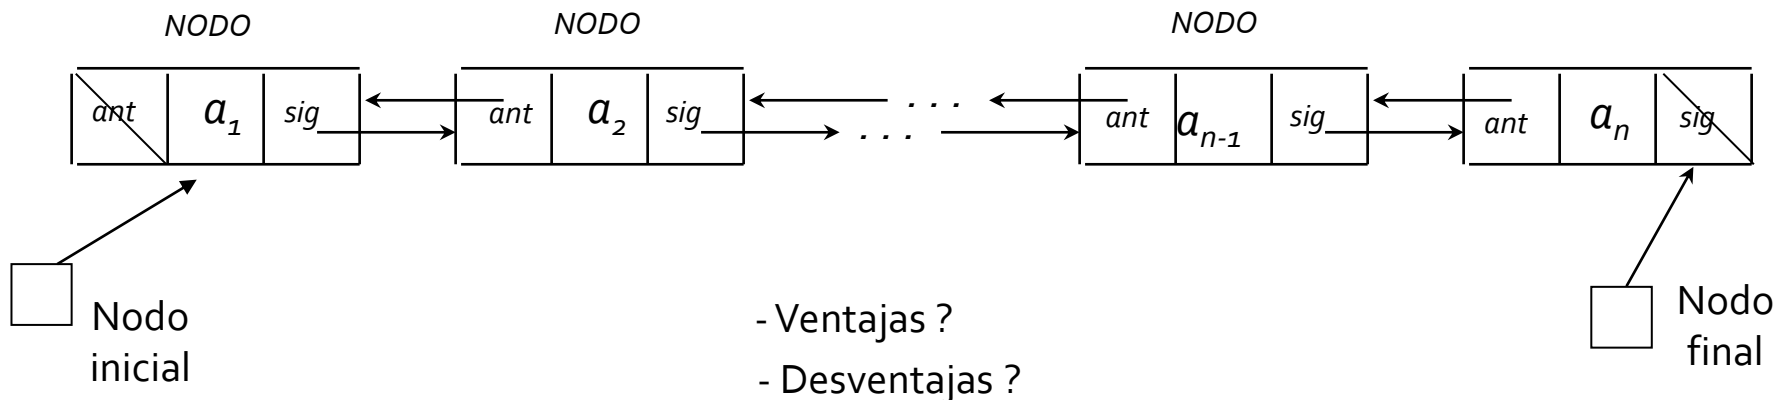 NODO NODO NODO
ant a₁ sig ant a₂ sig . . . ant aₙ₋₁ sig ant aₙ sig
. . .
Nodo
inicial
- Ventajas ?
- Desventajas ?
Nodo
final